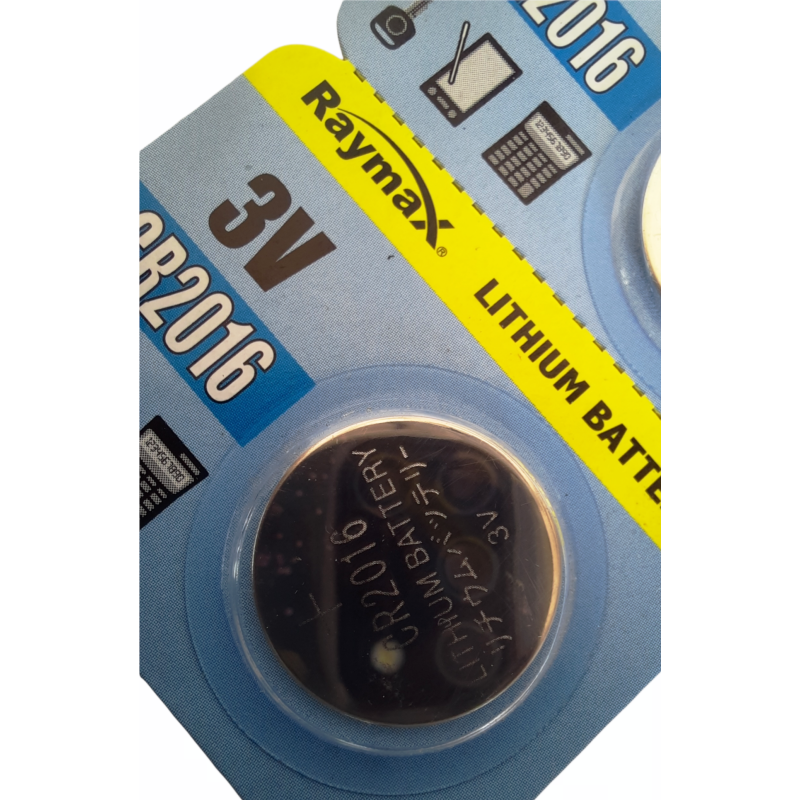 2016
Raymax®
LITHIUM BATTE
3V
CR2016
CR2016
LITHIUM BATTERY
リチウムバッテリー
3V